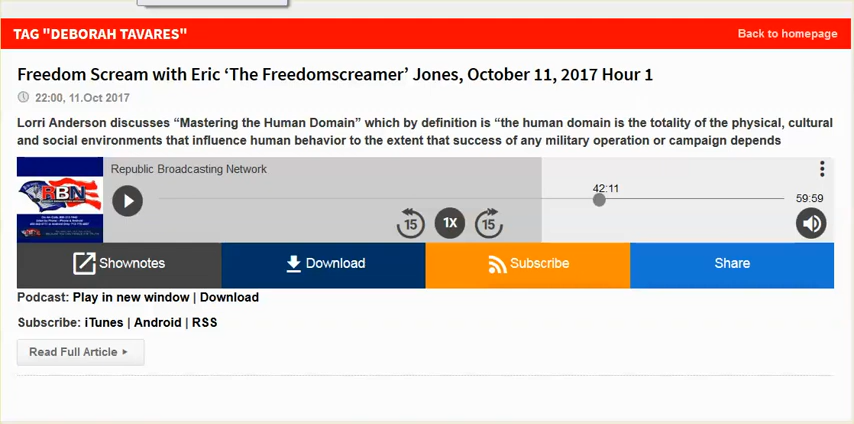 TAG "DEBORAH TAVARES"
Back to homepage
Freedom Scream with Eric ‘The Freedomscreamer’ Jones, October 11, 2017 Hour 1
22:00, 11.Oct 2017
Lorri Anderson discusses “Mastering the Human Domain” which by definition is “the human domain is the totality of the physical, cultural
and social environments that influence human behavior to the extent that success of any military operation or campaign depends
Republic Broadcasting Network
RBN
42:11
59:59
15
1X
15
Shownotes
Download
Subscribe
Share
Podcast: Play in new window | Download
Subscribe: iTunes | Android | RSS
Read Full Article